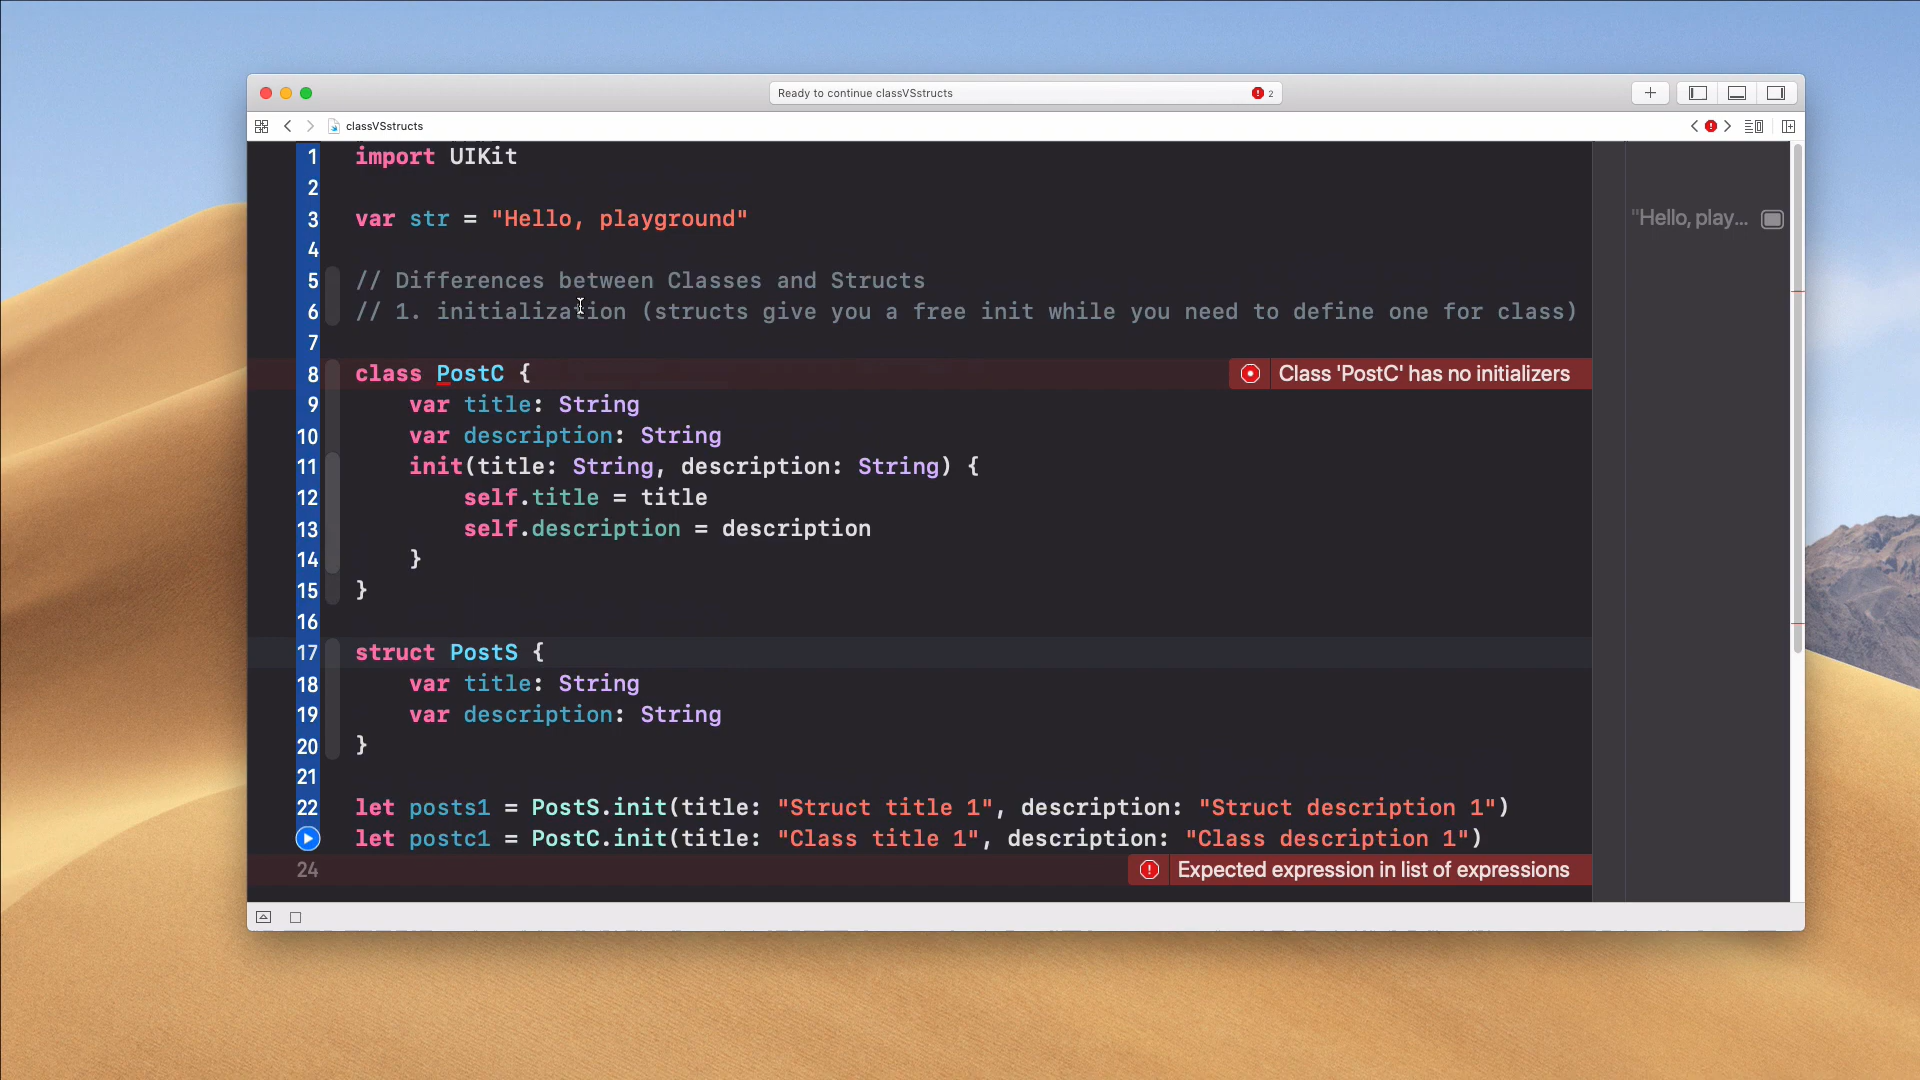 Ready to continue classVSstructs
2
classVSstructs
1 import UIKit
2
3 var str = "Hello, playground"
"Hello, play...
4
5 // Differences between Classes and Structs
6 // 1. initialization (structs give you a free init while you need to define one for class)
7
8 class PostC {
Class 'PostC' has no initializers
9 var title: String
10 var description: String
11 init(title: String, description: String) {
12 self.title = title
13 self.description = description
14 }
15 }
16
17 struct PostS {
18 var title: String
19 var description: String
20 }
21
22 let posts1 = PostS.init(title: "Struct title 1", description: "Struct description 1")
let postc1 = PostC.init(title: "Class title 1", description: "Class description 1")
24
Expected expression in list of expressions